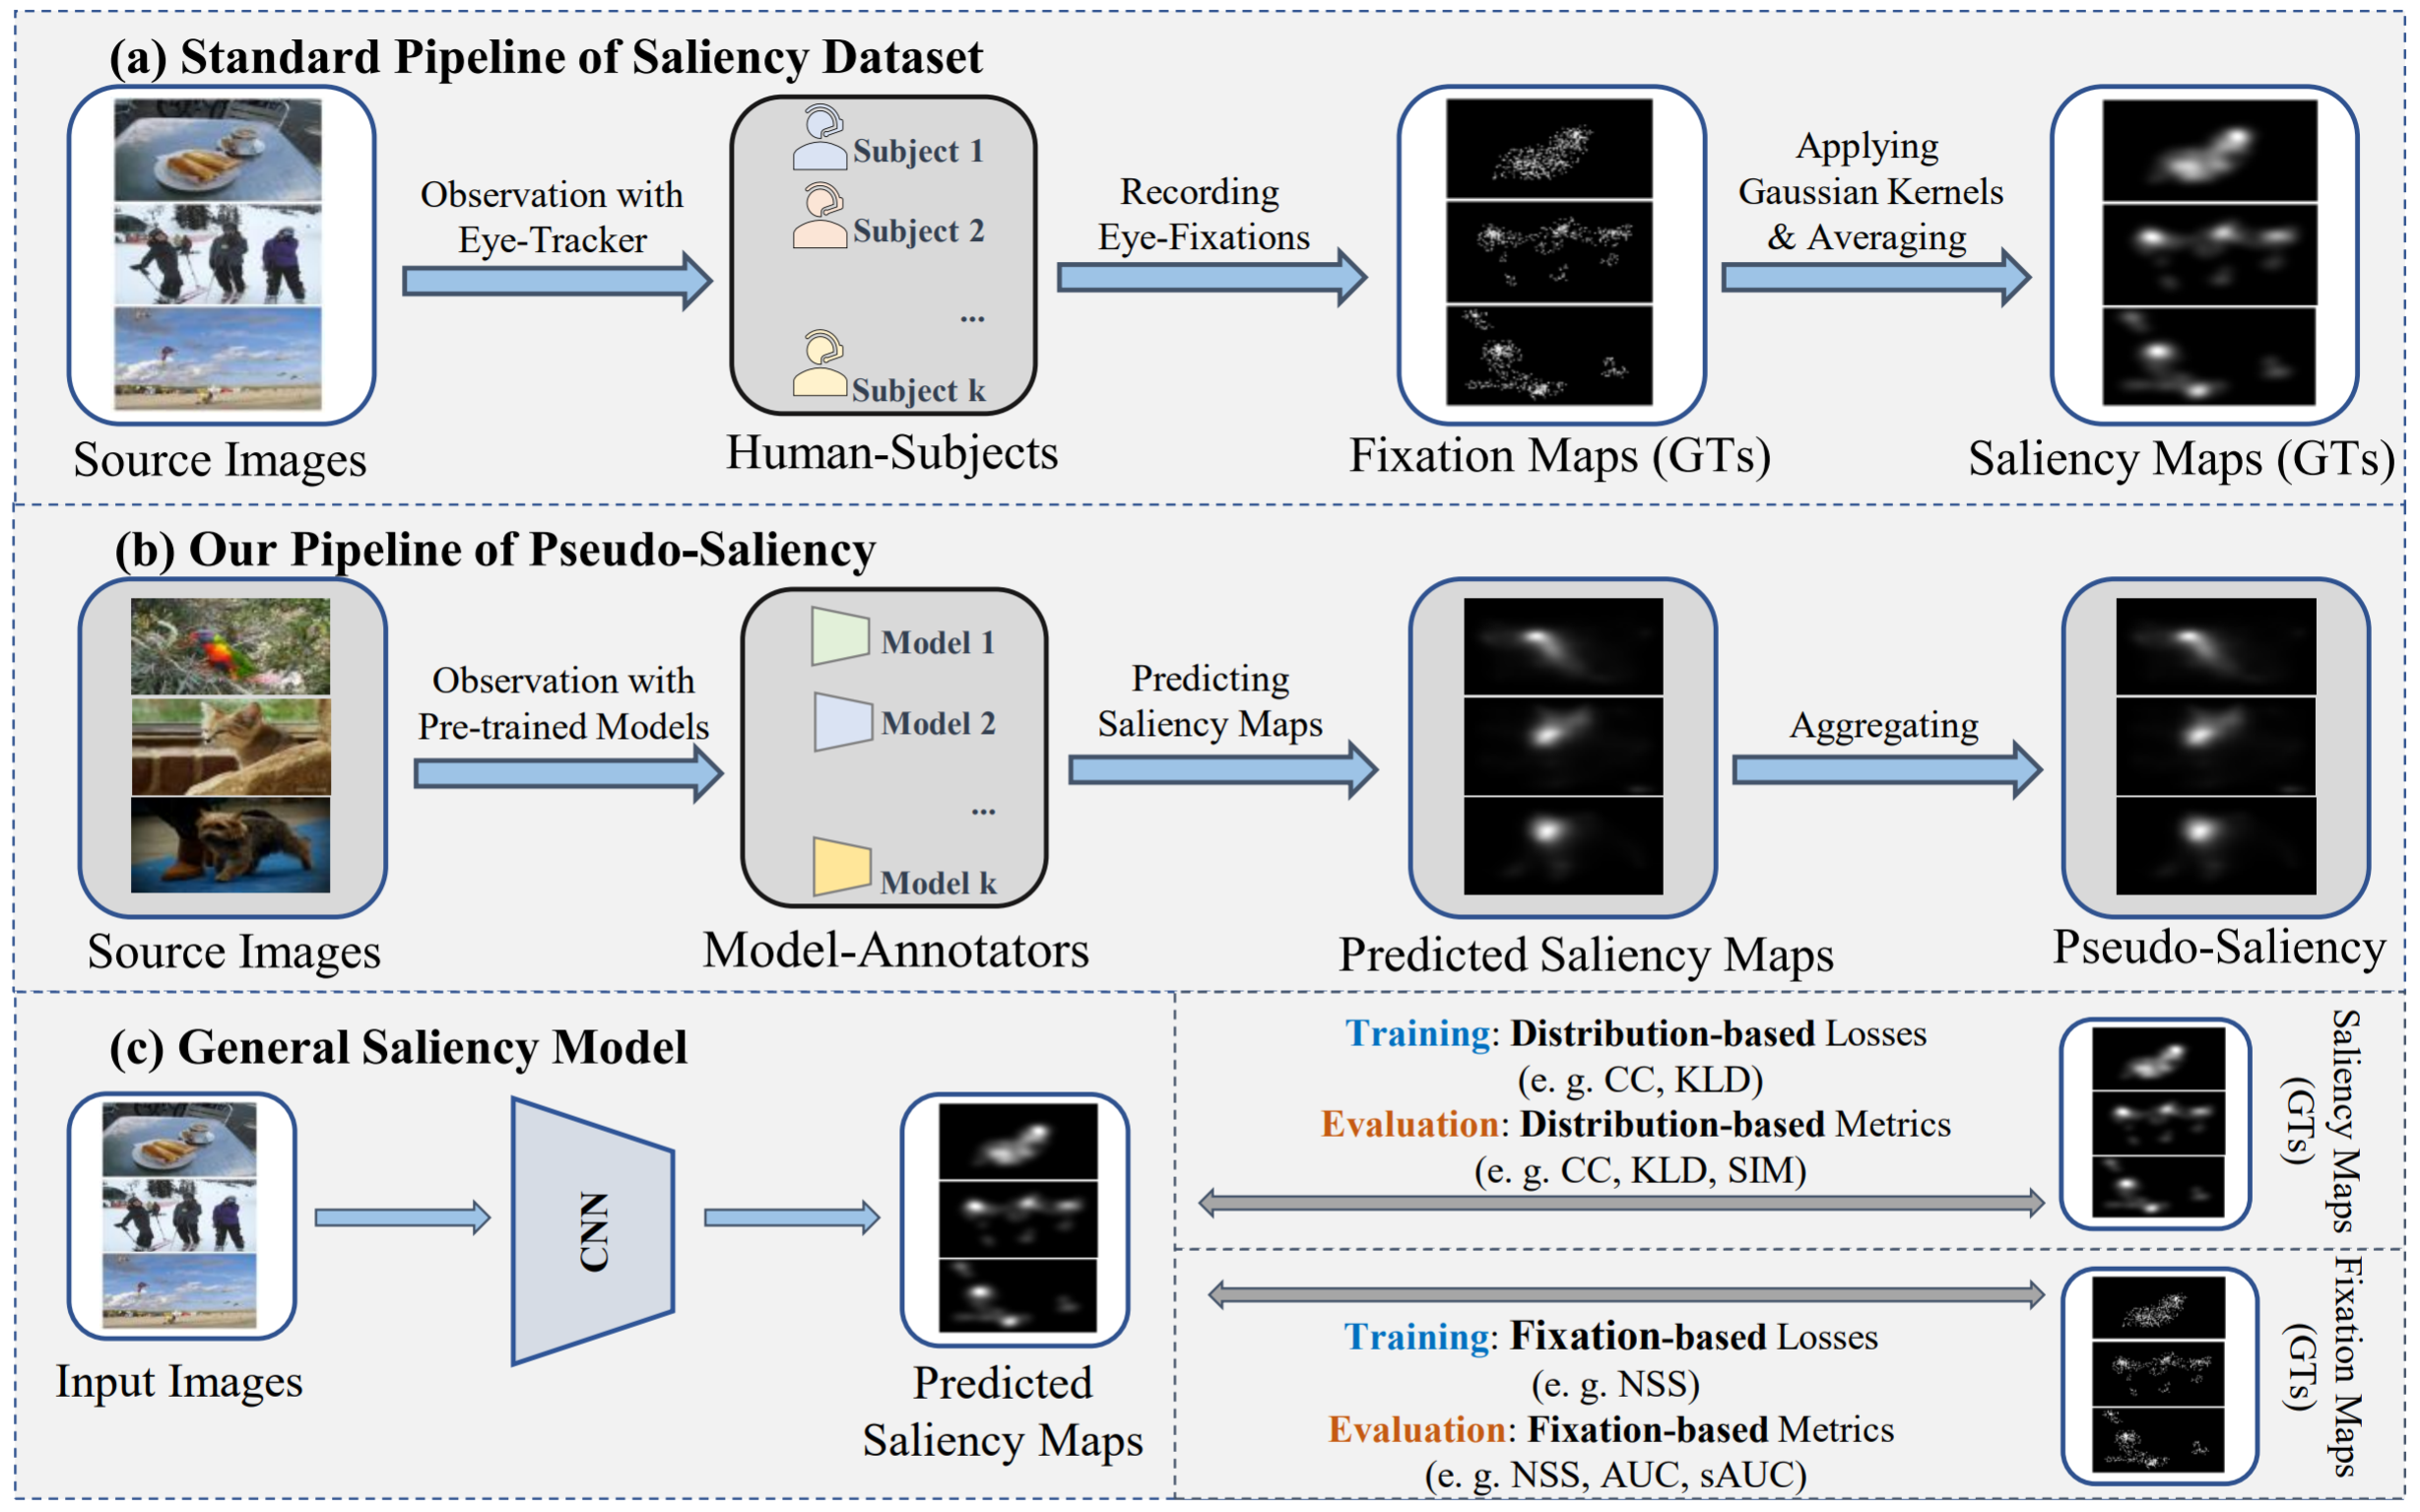 (a) Standard Pipeline of Saliency Dataset
Observation with
Eye-Tracker
Subject 1
Subject 2
...
Subject k
Recording
Eye-Fixations
Applying
Gaussian Kernels
& Averaging
Source Images
Human-Subjects
Fixation Maps (GTs)
Saliency Maps (GTs)
(b) Our Pipeline of Pseudo-Saliency
Observation with
Pre-trained Models
Model 1
Model 2
...
Model k
Predicting
Saliency Maps
Aggregating
Source Images
Model-Annotators
Predicted Saliency Maps
Pseudo-Saliency
(c) General Saliency Model
CNN
Input Images
Predicted
Saliency Maps
Training: Distribution-based Losses
(e. g. CC, KLD)
Evaluation: Distribution-based Metrics
(e. g. CC, KLD, SIM)
Saliency Maps
(GTs)
Training: Fixation-based Losses
(e. g. NSS)
Evaluation: Fixation-based Metrics
(e. g. NSS, AUC, sAUC)
Fixation Maps
(GTs)